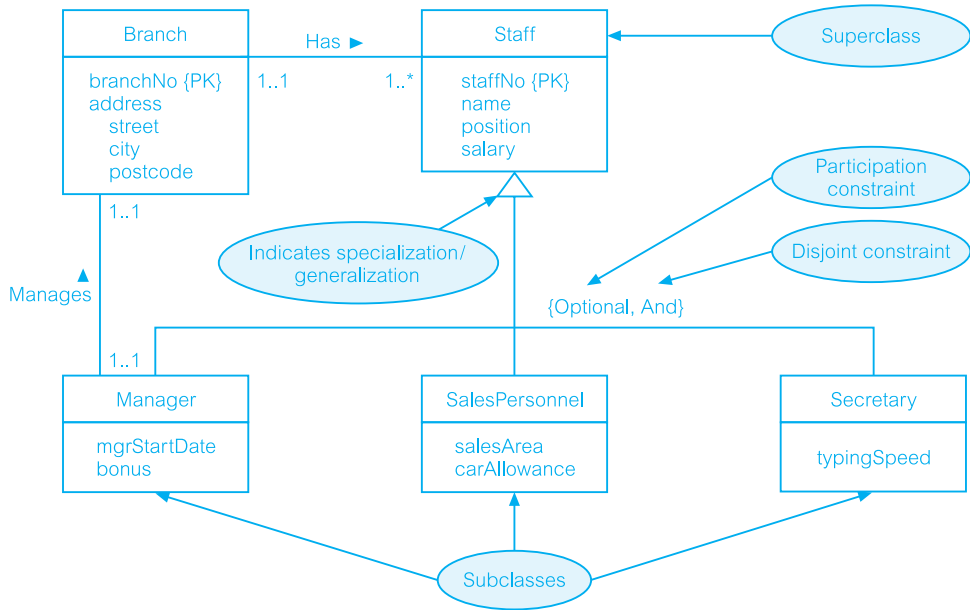 Branch
Has ►
Staff
Superclass
branchNo {PK}
address
street
city
postcode
1..1
1..*
staffNo {PK}
name
position
salary
Participation
constraint
1..1
Indicates specialization/
generalization
Disjoint constraint
▲
Manages
{Optional, And}
1..1
Manager
SalesPersonnel
Secretary
mgrStartDate
bonus
salesArea
carAllowance
typingSpeed
Subclasses